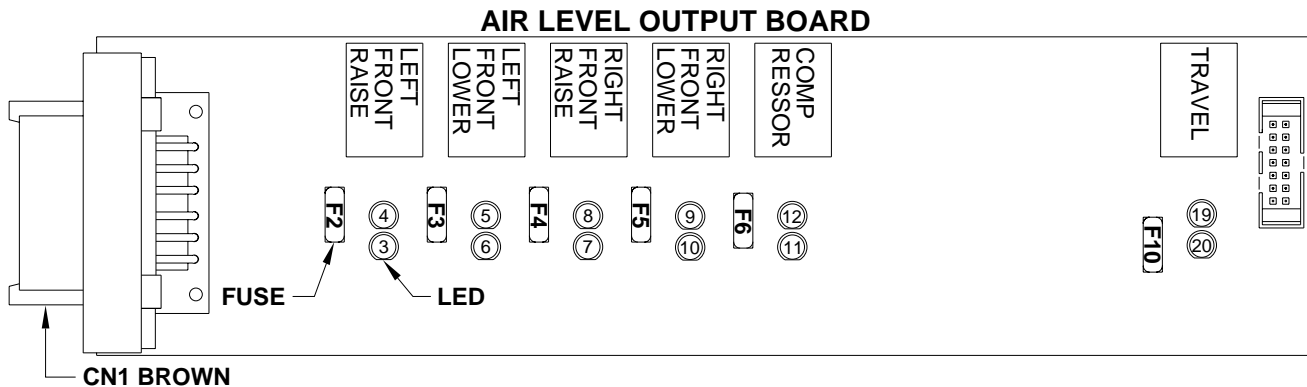 AIR LEVEL OUTPUT BOARD
LEFT
FRONT
RAISE
LEFT
FRONT
LOWER
RIGHT
FRONT
RAISE
RIGHT
FRONT
LOWER
COMP
RESSOR
TRAVEL
F2
4
3
F3
5
6
F4
8
7
F5
9
10
F6
12
11
F10
19
20
FUSE
LED
CN1 BROWN